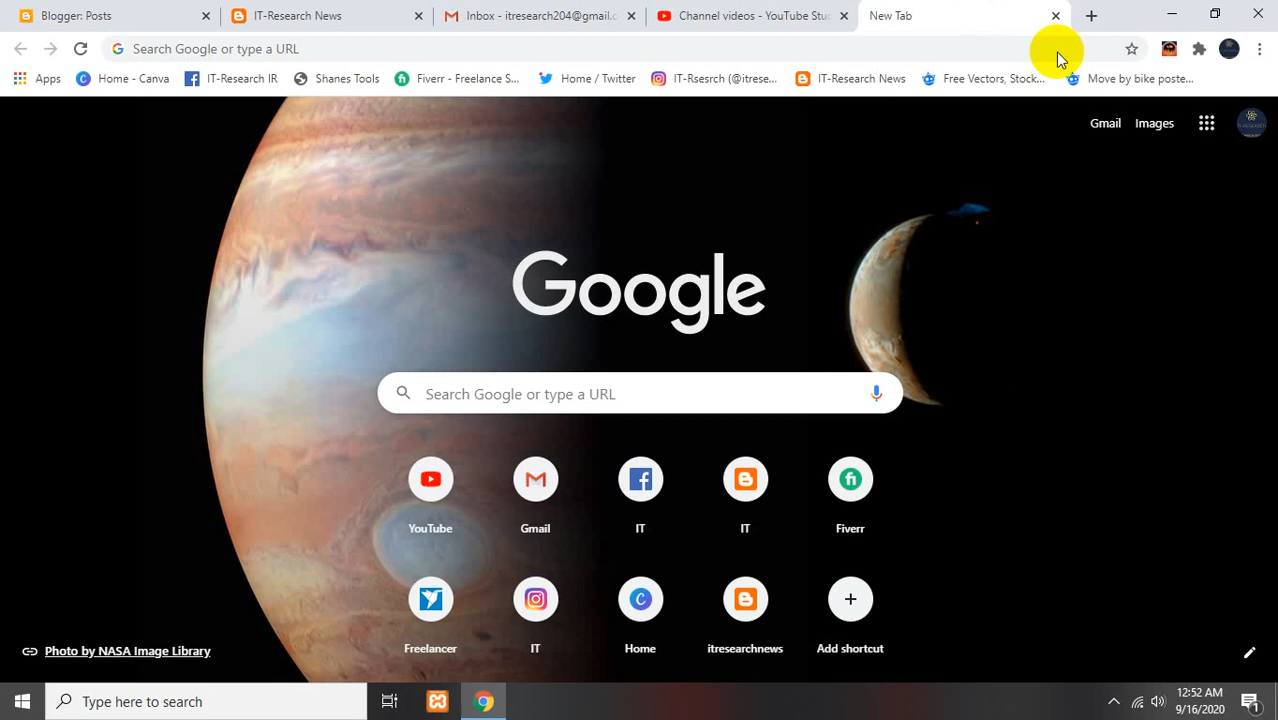 Blogger: Posts
IT-Research News
Inbox - itresearch204@gmail.c
Channel videos - YouTube Stud
New Tab
Search Google or type a URL
Apps
Home - Canva
IT-Research IR
Shanes Tools
Fiverr - Freelance S...
Home / Twitter
IT-Rsesrch (@itrese...
IT-Research News
Free Vectors, Stock...
Move by bike poste...
Gmail
Images
Google
Search Google or type a URL
YouTube
Gmail
IT
IT
Fiverr
Freelancer
IT
Home
itresearchnews
Add shortcut
Photo by NASA Image Library
Type here to search
12:52 AM
9/16/2020
1